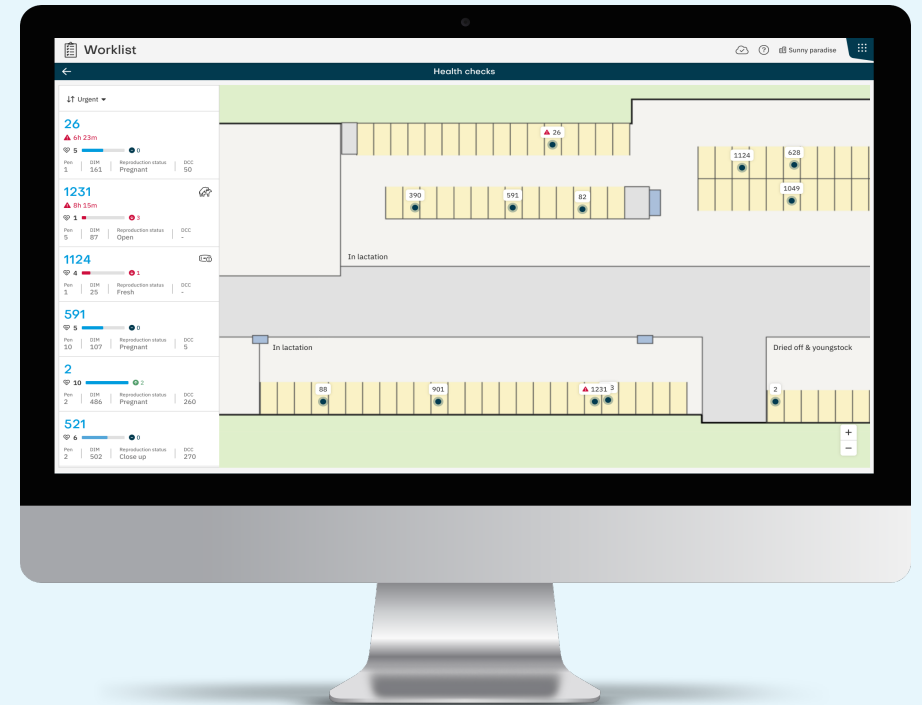 Worklist
Sunny paradise
Health checks
Urgent
26
6h 23m
5 0
Pen DIM Reproduction status DCC
1 161 Pregnant 50
1231
8h 15m
1 3
Pen DIM Reproduction status DCC
5 87 Open -
1124
4 1
Pen DIM Reproduction status DCC
1 25 Fresh -
591
5 0
Pen DIM Reproduction status DCC
10 107 Pregnant 5
2
10 2
Pen DIM Reproduction status DCC
2 486 Pregnant 260
521
6 0
Pen DIM Reproduction status DCC
2 502 Close up 270
26
1124
628
390
591
82
1049
In lactation
In lactation
Dried off & youngstock
88
901
1231 3
2
+
−